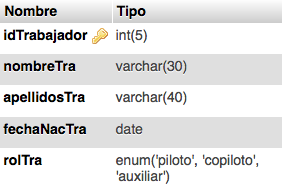 Nombre Tipo
idTrabajador int(5)
nombreTra varchar(30)
apellidosTra varchar(40)
fechaNacTra date
rolTra enum('piloto', 'copiloto',
'auxiliar')